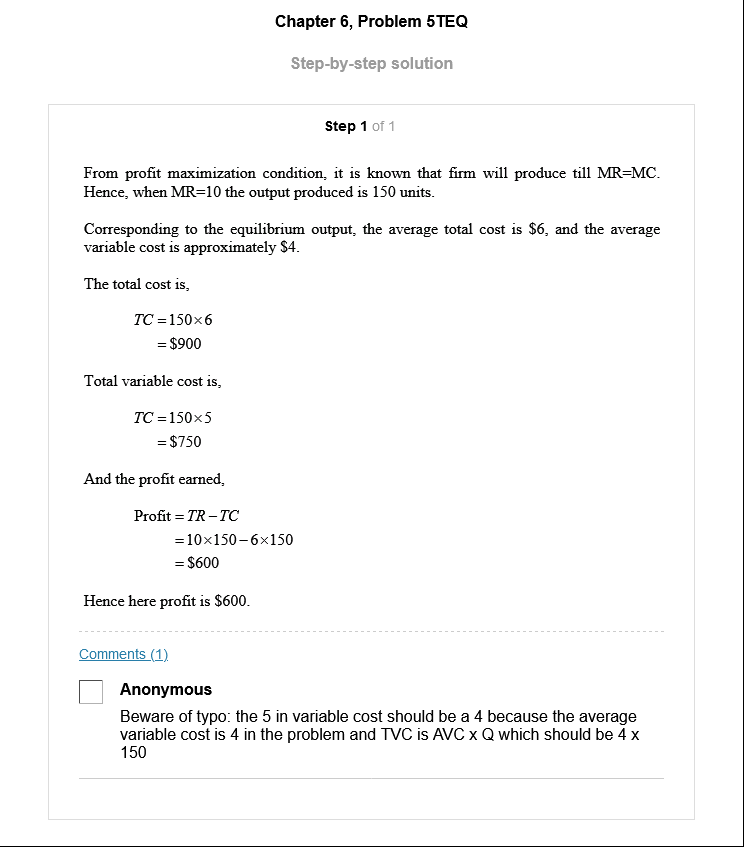 Chapter 6, Problem 5TEQ
Step-by-step solution
Step 1 of 1
From profit maximization condition, it is known that firm will produce till MR=MC.
Hence, when MR=10 the output produced is 150 units.
Corresponding to the equilibrium output, the average total cost is $6, and the average
variable cost is approximately $4.
The total cost is,
TC =150×6
= $900
Total variable cost is,
TC =150×5
= $750
And the profit earned,
Profit = TR − TC
=10×150−6×150
= $600
Hence here profit is $600.
Comments (1)
Anonymous
Beware of typo: the 5 in variable cost should be a 4 because the average
variable cost is 4 in the problem and TVC is AVC x Q which should be 4 x
150